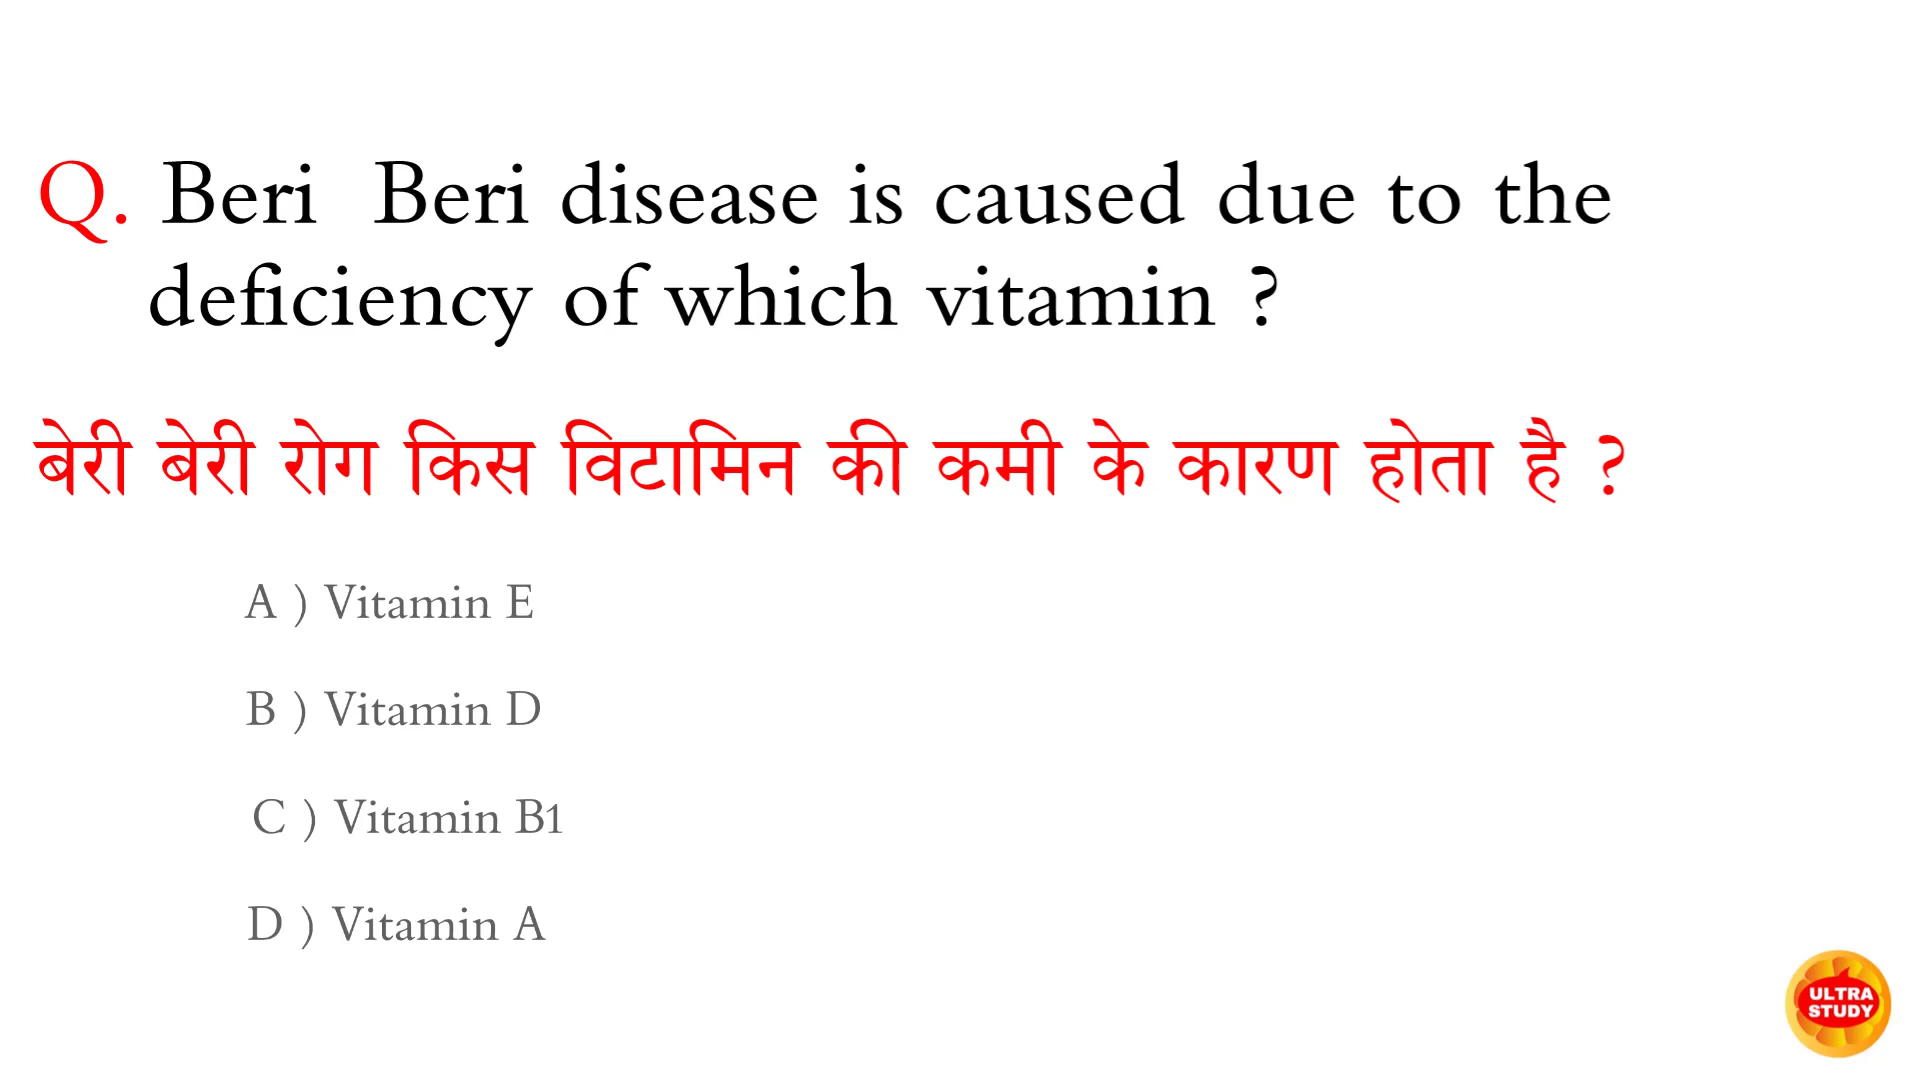 Q. Beri Beri disease is caused due to the
deficiency of which vitamin ?
बेरी बेरी रोग किस विटामिन की कमी के कारण होता है ?
A ) Vitamin E
B ) Vitamin D
C ) Vitamin B1
D ) Vitamin A
ULTRA
STUDY